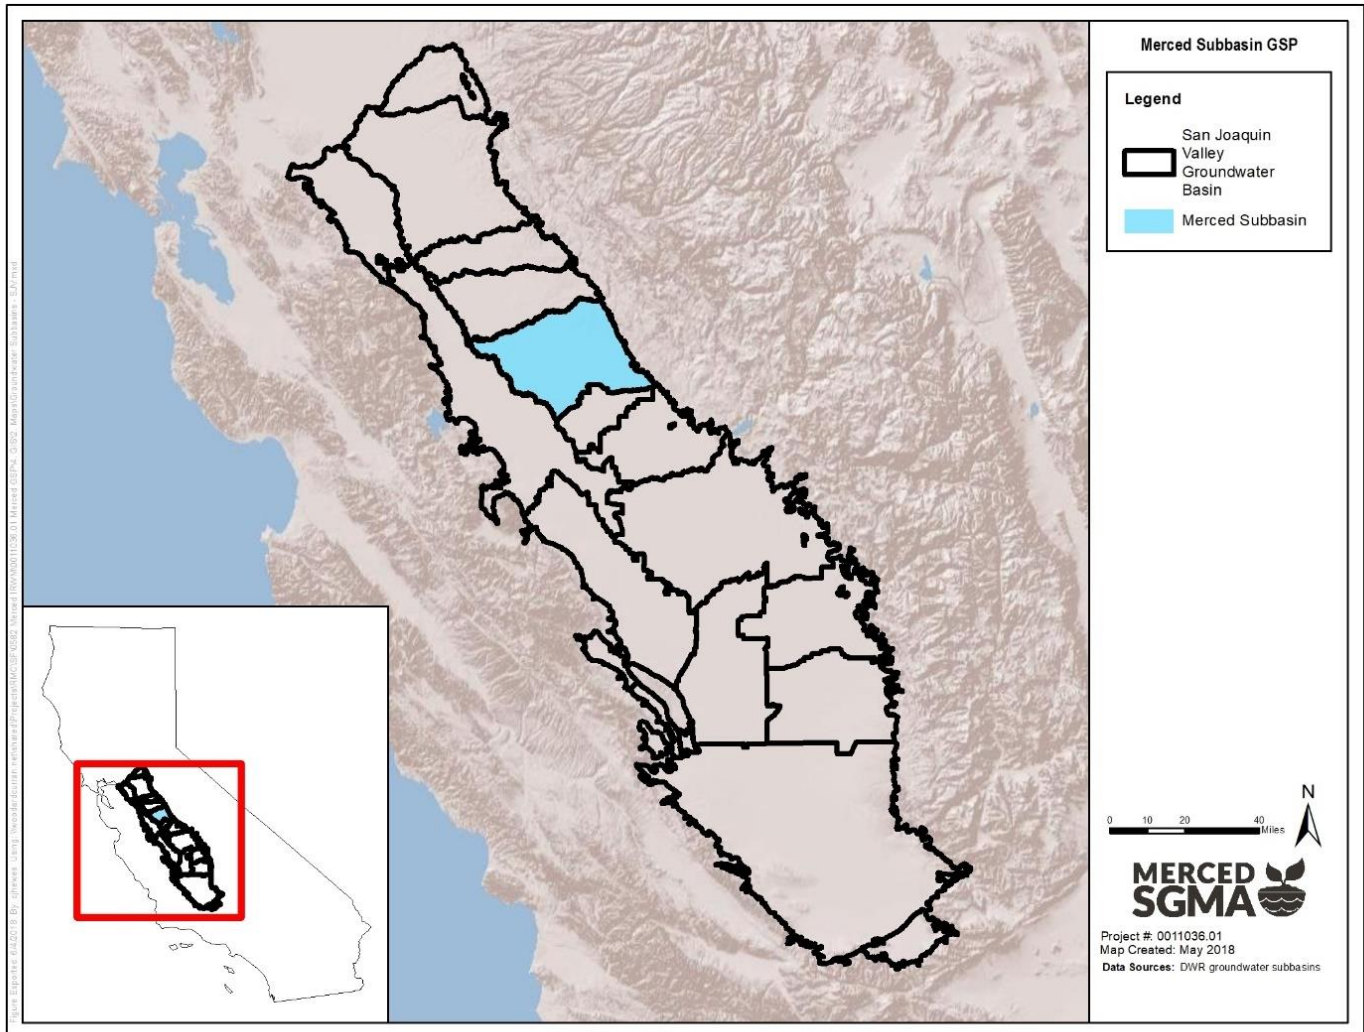 Merced Subbasin GSP
Legend
San Joaquin
Valley
Groundwater
Basin
Merced Subbasin
N
0 10 20 40
Miles
MERCED
SGMA
Project #: 0011036.01
Map Created: May 2018
Data Sources: DWR groundwater subbasins